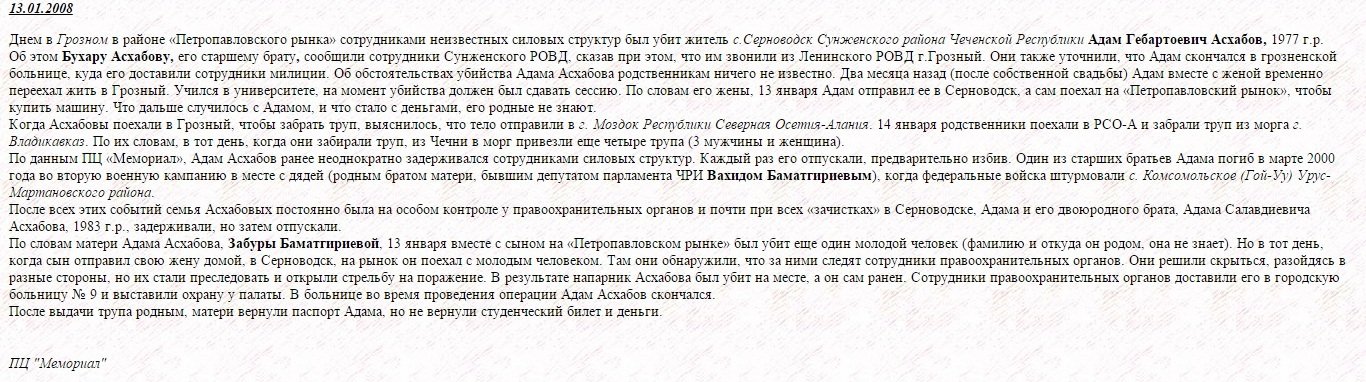 13.01.2008
Днем в Грозном в районе «Петропавловского рынка» сотрудниками неизвестных силовых структур был убит житель с.Серноводск Сунженского района Чеченской Республики Адам Гебартоевич Асхабов, 1977 г.р.
Об этом Бухару Асхабову, его старшему брату, сообщили сотрудники Сунженского РОВД, сказав при этом, что им звонили из Ленинского РОВД г.Грозный. Они также уточнили, что Адам скончался в грозненской
больнице, куда его доставили сотрудники милиции. Об обстоятельствах убийства Адама Асхабова родственникам ничего не известно. Два месяца назад (после собственной свадьбы) Адам вместе с женой временно
переехал жить в Грозный. Учился в университете, на момент убийства должен был сдавать сессию. По словам его жены, 13 января Адам отправил ее в Серноводск, а сам поехал на «Петропавловский рынок», чтобы
купить машину. Что дальше случилось с Адамом, и что стало с деньгами, его родные не знают.
Когда Асхабовы поехали в Грозный, чтобы забрать труп, выяснилось, что тело отправили в г. Моздок Республики Северная Осетия-Алания. 14 января родственники поехали в РСО-А и забрали труп из морга г.
Владикавказ. По их словам, в тот день, когда они забирали труп, из Чечни в морг привезли еще четыре трупа (3 мужчины и женщина).
По данным ПЦ «Мемориал», Адам Асхабов ранее неоднократно задерживался сотрудниками силовых структур. Каждый раз его отпускали, предварительно избив. Один из старших братьев Адама погиб в марте 2000
года во вторую военную кампанию в месте с дядей (родным братом матери, бывшим депутатом парламента ЧРИ Вахидом Баматгириевым), когда федеральные войска штурмовали с. Комсомольское (Гой-Уу) Урус-
Мартановского района.
После всех этих событий семья Асхабовых постоянно была на особом контроле у правоохранительных органов и почти при всех «зачистках» в Серноводске, Адама и его двоюродного брата, Адама Салавдиевича
Асхабова, 1983 г.р., задерживали, но затем отпускали.
По словам матери Адама Асхабова, Забуры Баматгириевой, 13 января вместе с сыном на «Петропавловском рынке» был убит еще один молодой человек (фамилию и откуда он родом, она не знает). Но в тот день,
когда сын отправил свою жену домой, в Серноводск, на рынок он поехал с молодым человеком. Там они обнаружили, что за ними следят сотрудники правоохранительных органов. Они решили скрыться, разойдясь в
разные стороны, но их стали преследовать и открыли стрельбу на поражение. В результате напарник Асхабова был убит на месте, а он сам ранен. Сотрудники правоохранительных органов доставили его в городскую
больницу № 9 и выставили охрану у палаты. В больнице во время проведения операции Адам Асхабов скончался.
После выдачи трупа родным, матери вернули паспорт Адама, но не вернули студенческий билет и деньги.
ПЦ "Мемориал"